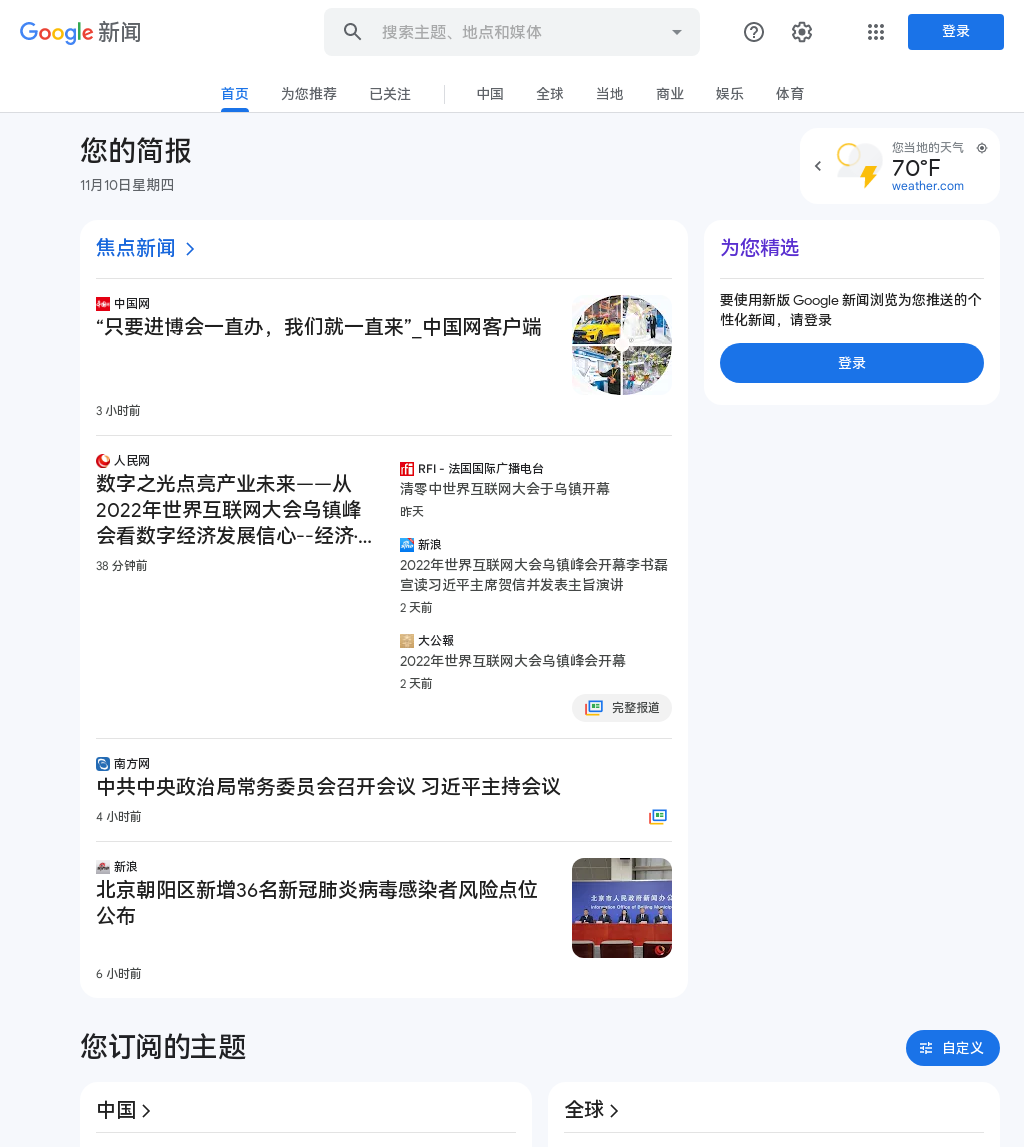 Google 新闻
搜索主题、地点和媒体
登录
首页
为您推荐
已关注
中国
全球
当地
商业
娱乐
体育
您的简报
11月10日星期四
您当地的天气
70°F
weather.com
焦点新闻
中国网
“只要进博会一直办，我们就一直来”_中国网客户端
3 小时前
人民网
数字之光点亮产业未来——从
2022年世界互联网大会乌镇峰
会看数字经济发展信心--经济·...
38 分钟前
RFI - 法国国际广播电台
清零中世界互联网大会于乌镇开幕
昨天
新浪
2022年世界互联网大会乌镇峰会开幕李书磊
宣读习近平主席贺信并发表主旨演讲
2 天前
大公報
2022年世界互联网大会乌镇峰会开幕
2 天前
完整报道
南方网
中共中央政治局常务委员会召开会议 习近平主持会议
4 小时前
新浪
北京朝阳区新增36名新冠肺炎病毒感染者风险点位
公布
北京市人民政府新闻办公
Information Office of Beijing Municip
6 小时前
为您精选
要使用新版 Google 新闻浏览为您推送的个
性化新闻，请登录
登录
您订阅的主题
自定义
中国
全球